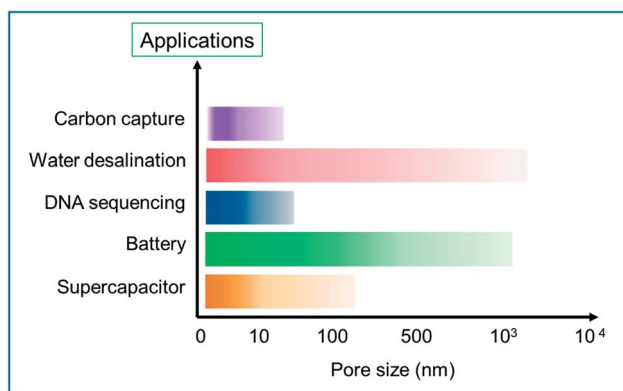 Applications
Carbon capture
Water desalination
DNA sequencing
Battery
Supercapacitor
0 10 100 500 10³ 10⁴
Pore size (nm)